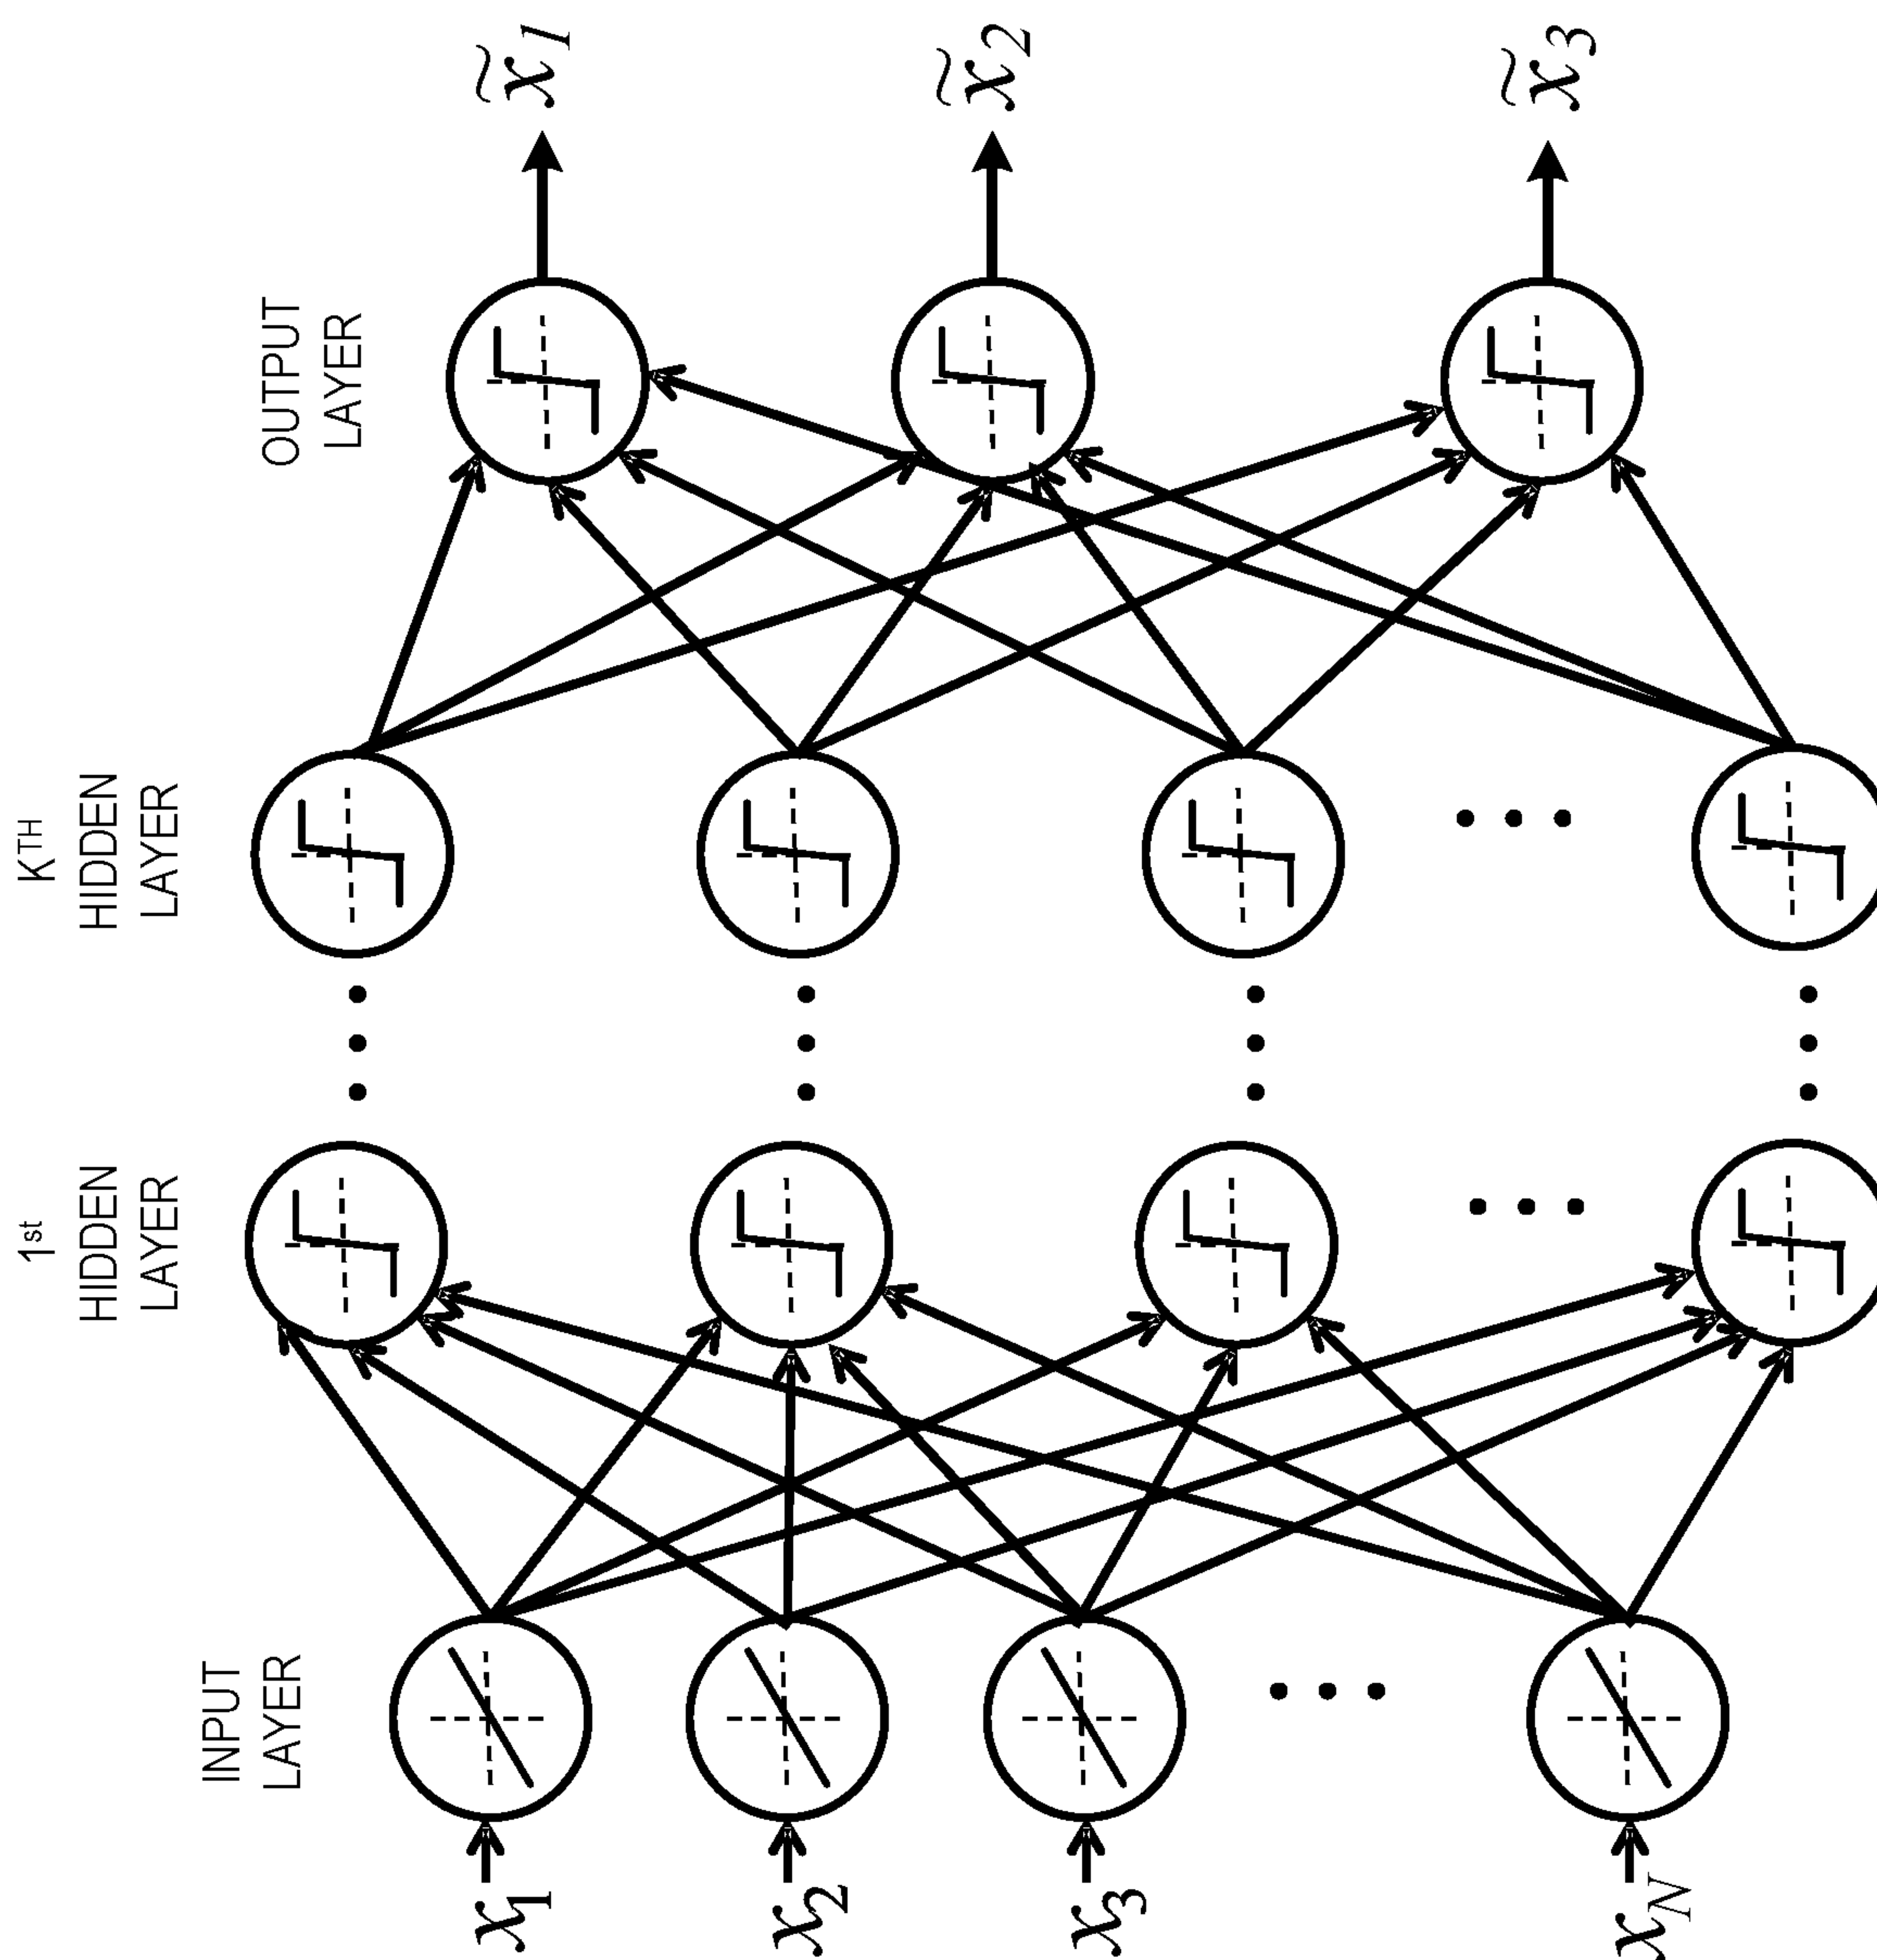 INPUT
LAYER
1st
HIDDEN
LAYER
KTH
HIDDEN
LAYER
OUTPUT
LAYER
x1
x2
x3
xN
x̃1
x̃2
x̃3